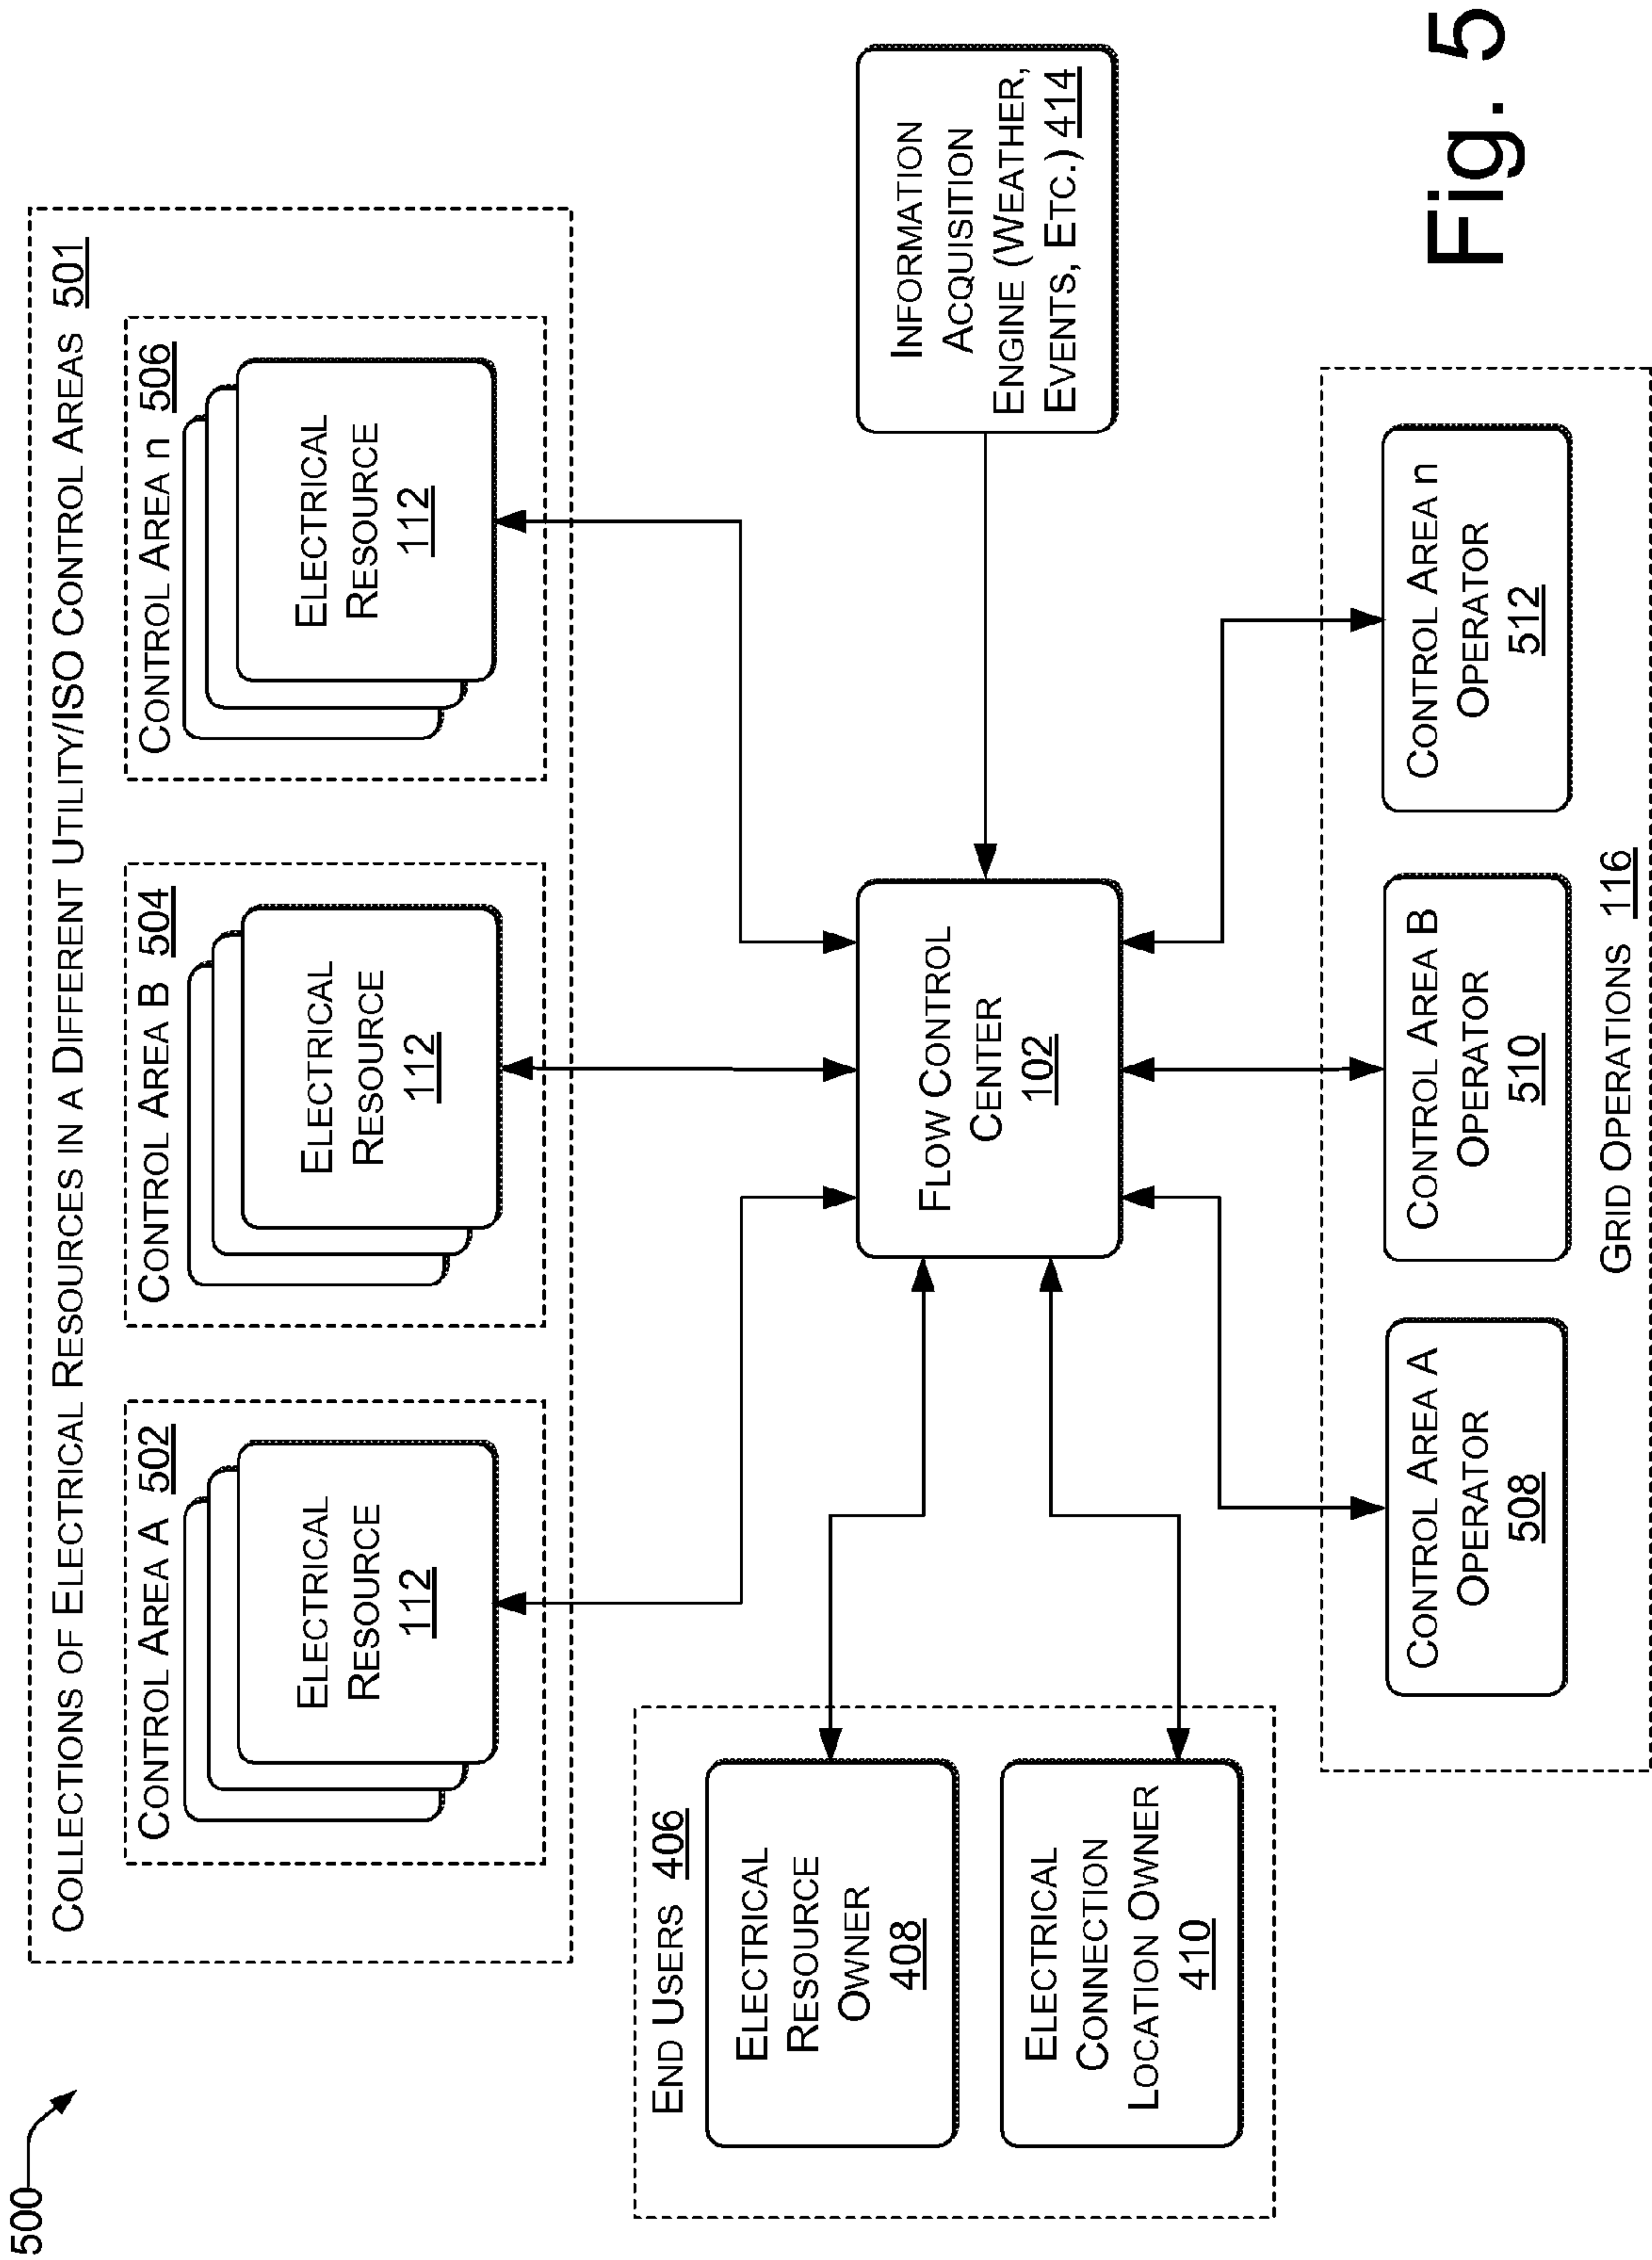 500
COLLECTIONS OF ELECTRICAL RESOURCES IN A DIFFERENT UTILITY/ISO CONTROL AREAS 501
CONTROL AREA A 502
ELECTRICAL
RESOURCE
112
CONTROL AREA B 504
ELECTRICAL
RESOURCE
112
CONTROL AREA n 506
ELECTRICAL
RESOURCE
112
END USERS 406
ELECTRICAL
RESOURCE
OWNER
408
ELECTRICAL
CONNECTION
LOCATION OWNER
410
FLOW CONTROL
CENTER
102
INFORMATION
ACQUISITION
ENGINE (WEATHER,
EVENTS, ETC.) 414
CONTROL AREA A
OPERATOR
508
CONTROL AREA B
OPERATOR
510
CONTROL AREA n
OPERATOR
512
GRID OPERATIONS 116
Fig. 5